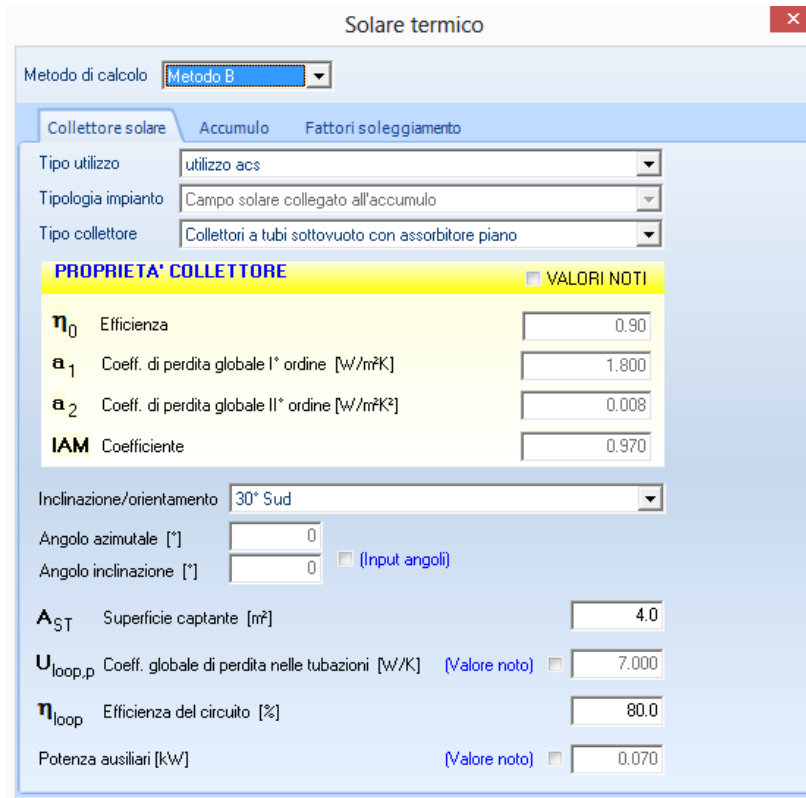 Solare termico
Metodo di calcolo Metodo B
Collettore solare Accumulo Fattori soleggiamento
Tipo utilizzo utilizzo acs
Tipologia impianto Campo solare collegato all'accumulo
Tipo collettore Collettori a tubi sottovuoto con assorbitore piano
PROPRIETA' COLLETTORE VALORI NOTI
η0 Efficienza 0.90
a1 Coeff. di perdita globale I° ordine [W/m²K] 1.800
a2 Coeff. di perdita globale II° ordine [W/m²K²] 0.008
IAM Coefficiente 0.970
Inclinazione/orientamento 30° Sud
Angolo azimutale [°] 0
Angolo inclinazione [°] 0 (Input angoli)
AST Superficie captante [m²] 4.0
Uloop,p Coeff. globale di perdita nelle tubazioni [W/K] (Valore noto) 7.000
ηloop Efficienza del circuito [%] 80.0
Potenza ausiliari [kW] (Valore noto) 0.070